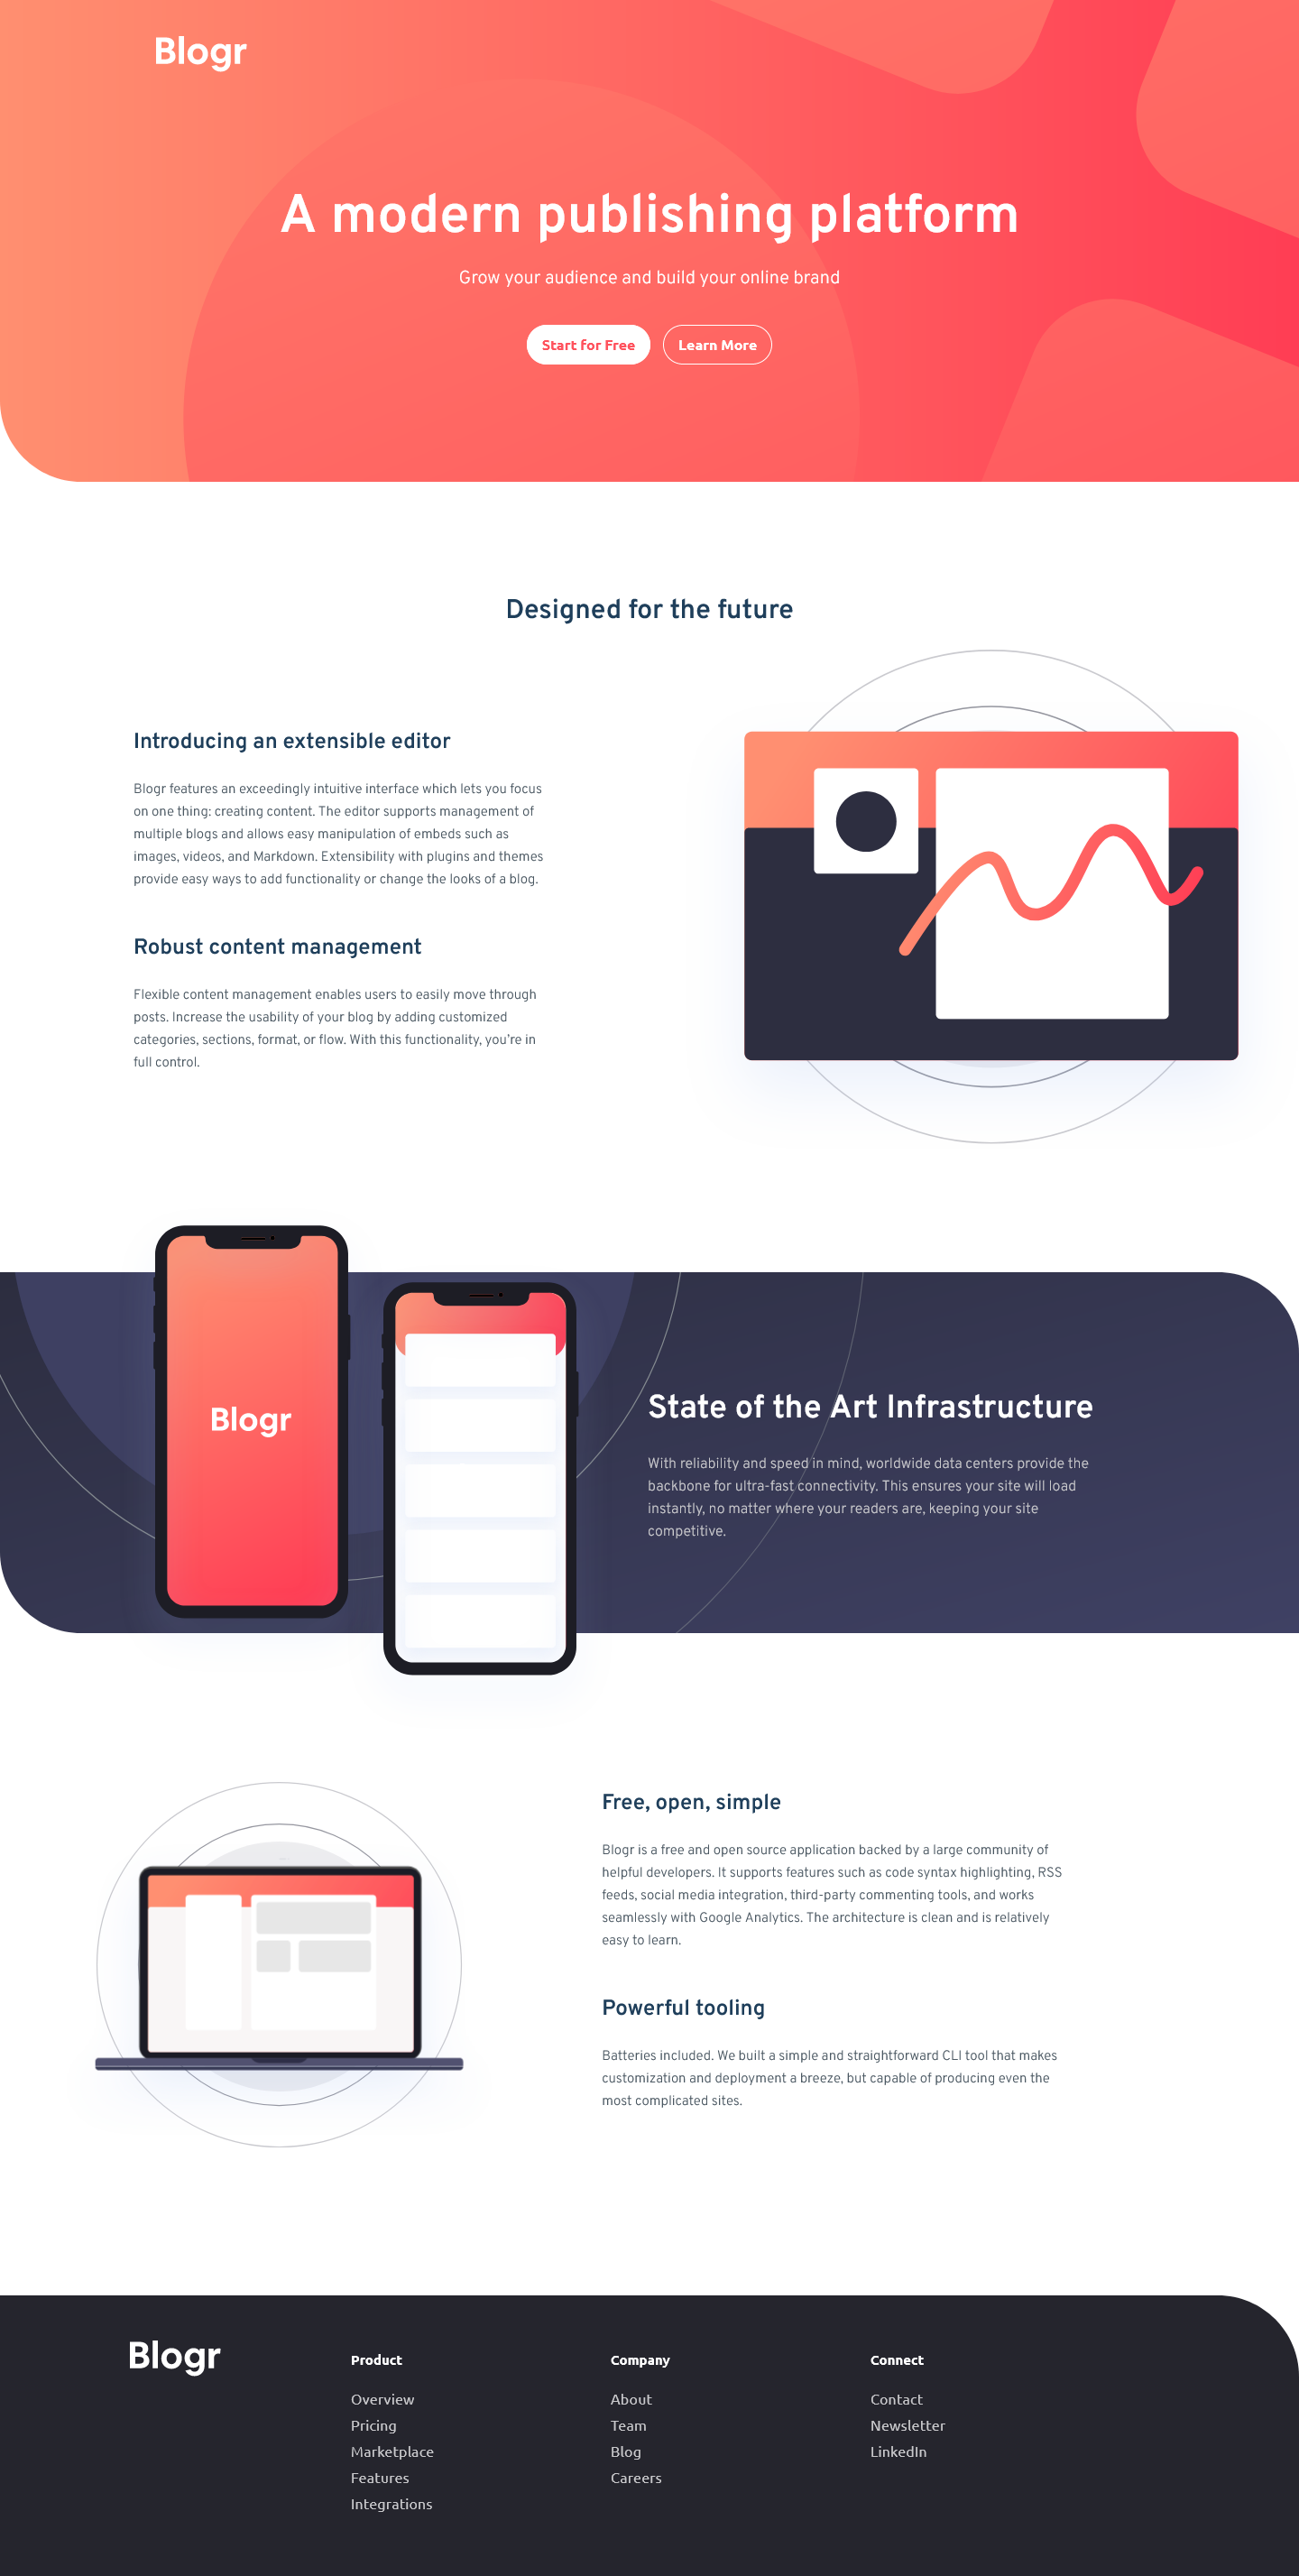 Blogr
A modern publishing platform
Grow your audience and build your online brand
Start for Free
Learn More
Designed for the future
Introducing an extensible editor
Blogr features an exceedingly intuitive interface which lets you focus
on one thing: creating content. The editor supports management of
multiple blogs and allows easy manipulation of embeds such as
images, videos, and Markdown. Extensibility with plugins and themes
provide easy ways to add functionality or change the looks of a blog.
Robust content management
Flexible content management enables users to easily move through
posts. Increase the usability of your blog by adding customized
categories, sections, format, or flow. With this functionality, you’re in
full control.
Blogr
State of the Art Infrastructure
With reliability and speed in mind, worldwide data centers provide the
backbone for ultra-fast connectivity. This ensures your site will load
instantly, no matter where your readers are, keeping your site
competitive.
Free, open, simple
Blogr is a free and open source application backed by a large community of
helpful developers. It supports features such as code syntax highlighting, RSS
feeds, social media integration, third-party commenting tools, and works
seamlessly with Google Analytics. The architecture is clean and is relatively
easy to learn.
Powerful tooling
Batteries included. We built a simple and straightforward CLI tool that makes
customization and deployment a breeze, but capable of producing even the
most complicated sites.
Blogr
Product
Overview
Pricing
Marketplace
Features
Integrations
Company
About
Team
Blog
Careers
Connect
Contact
Newsletter
LinkedIn